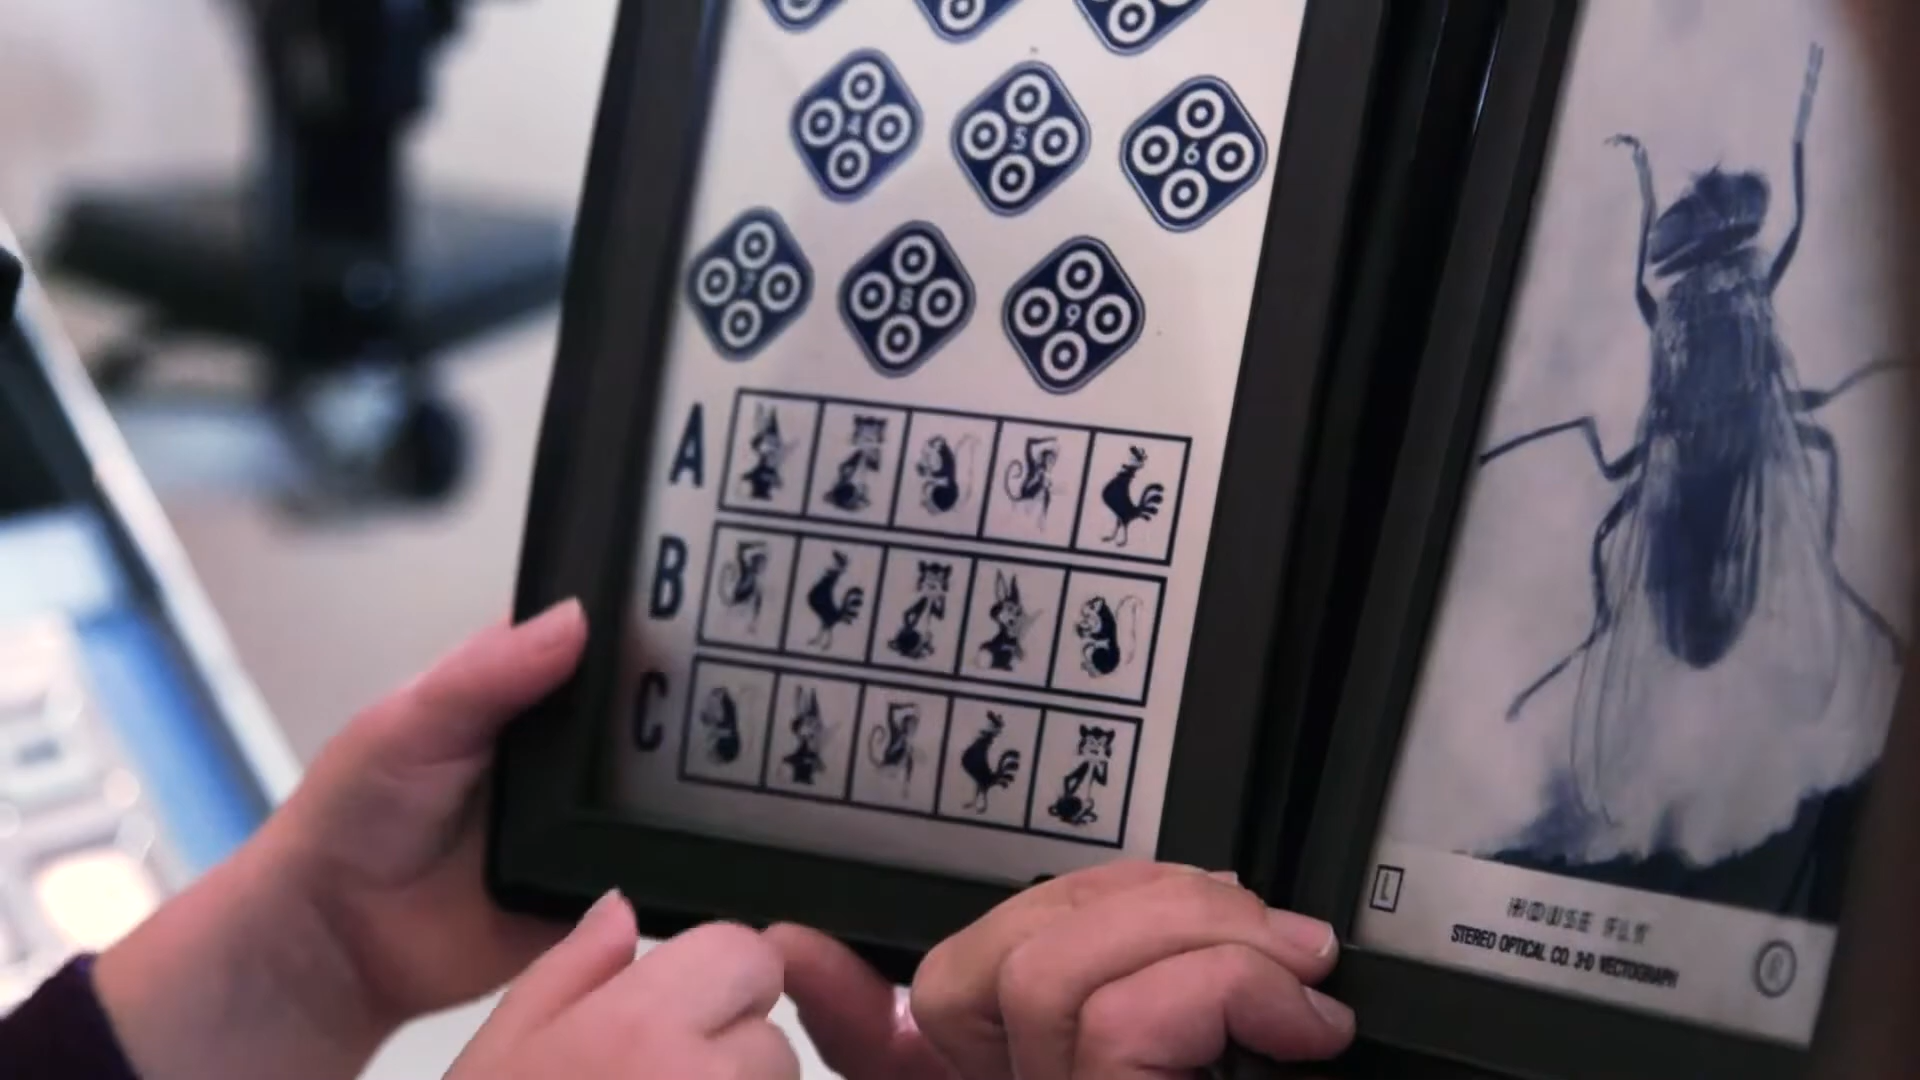 4 5 6
7 8 9
A
B
C
L
HOUSE FLY
STEREO OPTICAL CO. 3-D VECTOGRAPH
R